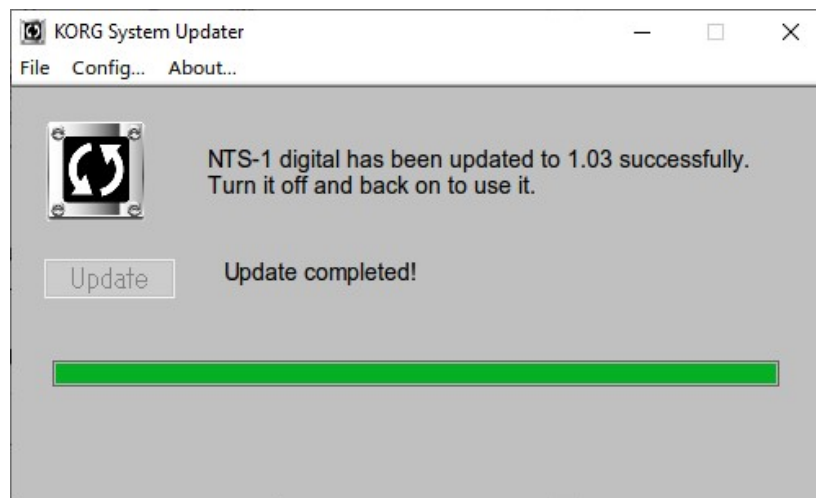 KORG System Updater
File Config... About...
NTS-1 digital has been updated to 1.03 successfully.
Turn it off and back on to use it.
Update
Update completed!